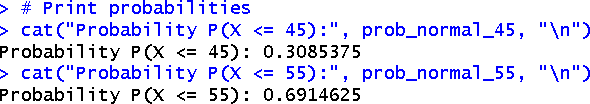 > # Print probabilities
> cat("Probability P(X <= 45):", prob_normal_45, "\n")
Probability P(X <= 45): 0.3085375
> cat("Probability P(X <= 55):", prob_normal_55, "\n")
Probability P(X <= 55): 0.6914625